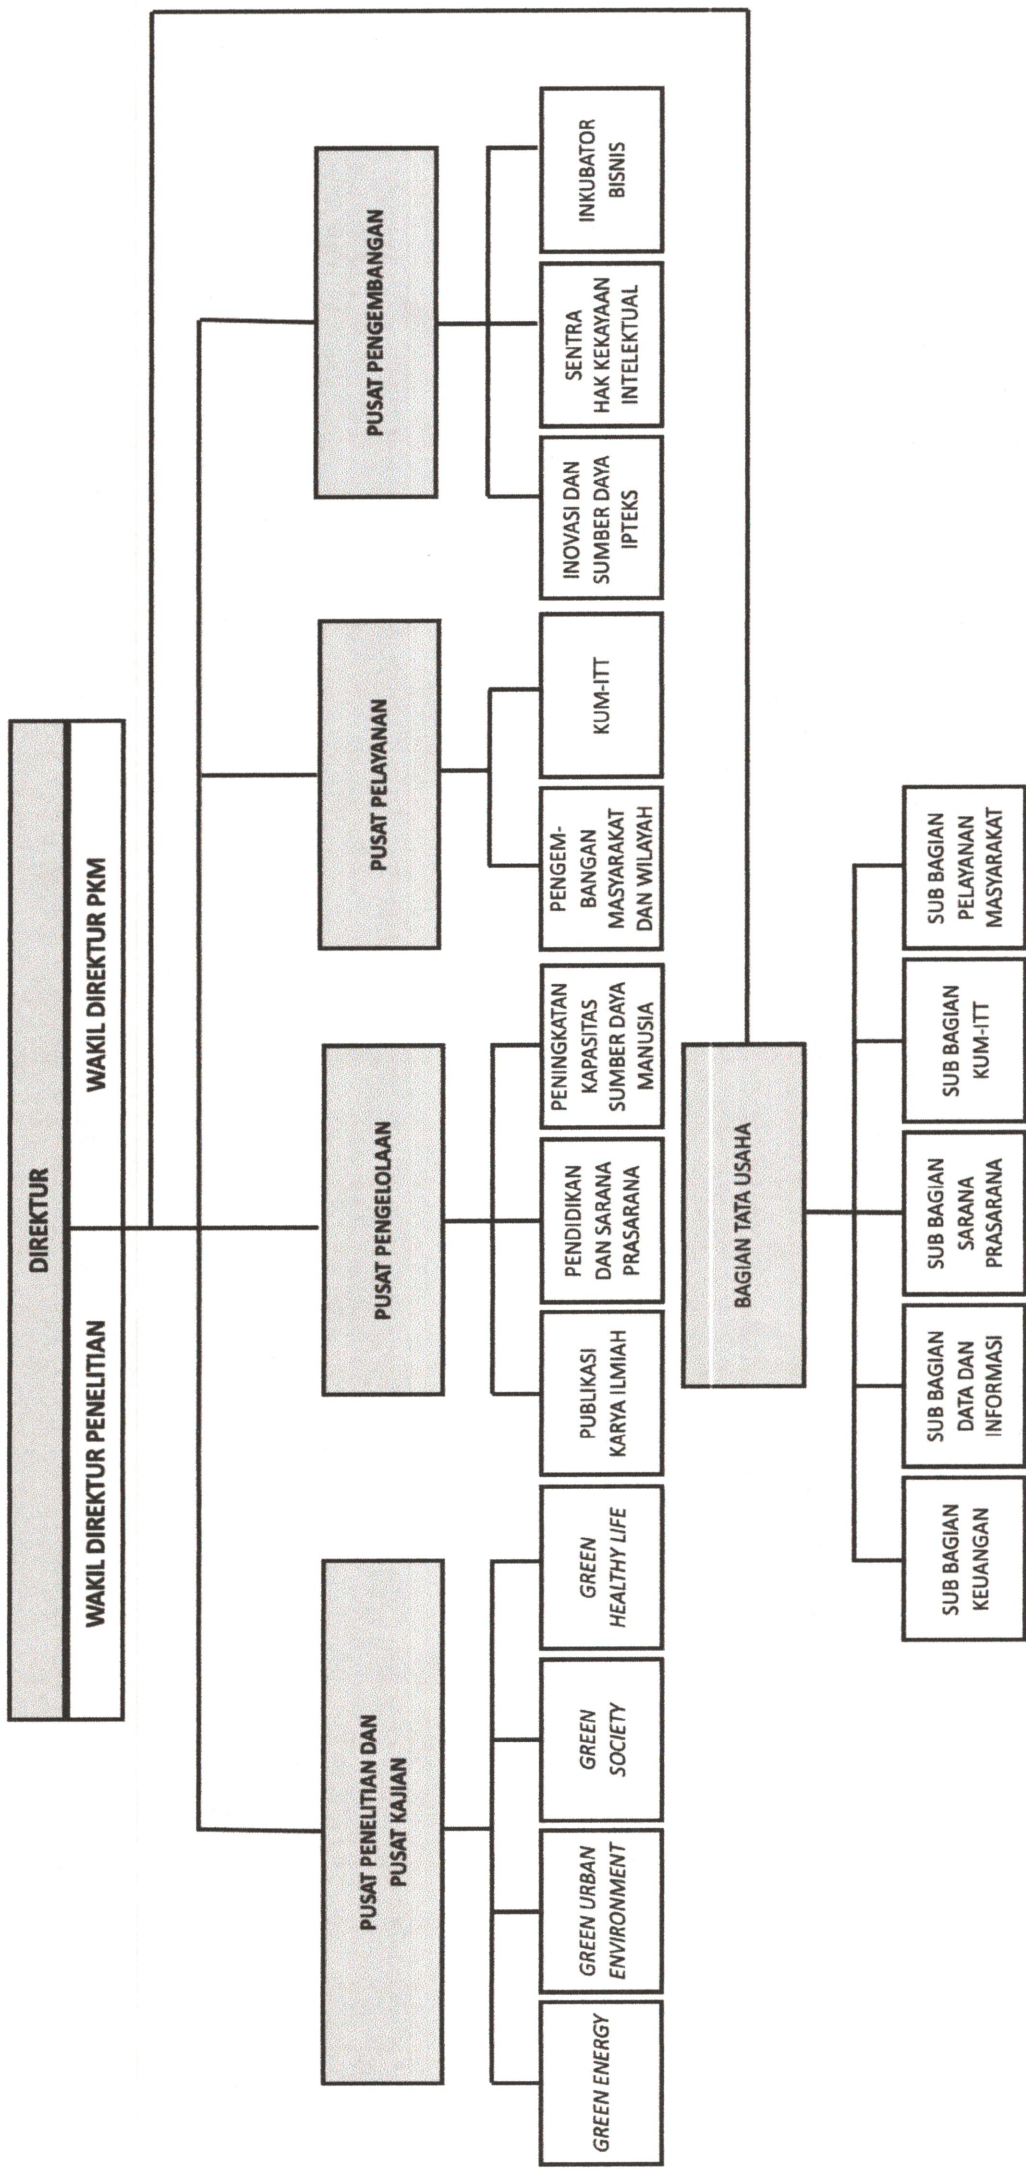 DIREKTUR
WAKIL DIREKTUR PENELITIAN
WAKIL DIREKTUR PKM
PUSAT PENELITIAN DAN
PUSAT KAJIAN
PUSAT PENGELOLAAN
PUSAT PELAYANAN
PUSAT PENGEMBANGAN
GREEN ENERGY
GREEN URBAN
ENVIRONMENT
GREEN
SOCIETY
GREEN
HEALTHY LIFE
PUBLIKASI
KARYA ILMIAH
PENDIDIKAN
DAN SARANA
PRASARANA
PENINGKATAN
KAPASITAS
SUMBER DAYA
MANUSIA
PENGEM-
BANGAN
MASYARAKAT
DAN WILAYAH
KUM-ITT
INOVASI DAN
SUMBER DAYA
IPTEKS
SENTRA
HAK KEKAYAAN
INTELEKTUAL
INKUBATOR
BISNIS
BAGIAN TATA USAHA
SUB BAGIAN
KEUANGAN
SUB BAGIAN
DATA DAN
INFORMASI
SUB BAGIAN
SARANA
PRASARANA
SUB BAGIAN
KUM-ITT
SUB BAGIAN
PELAYANAN
MASYARAKAT